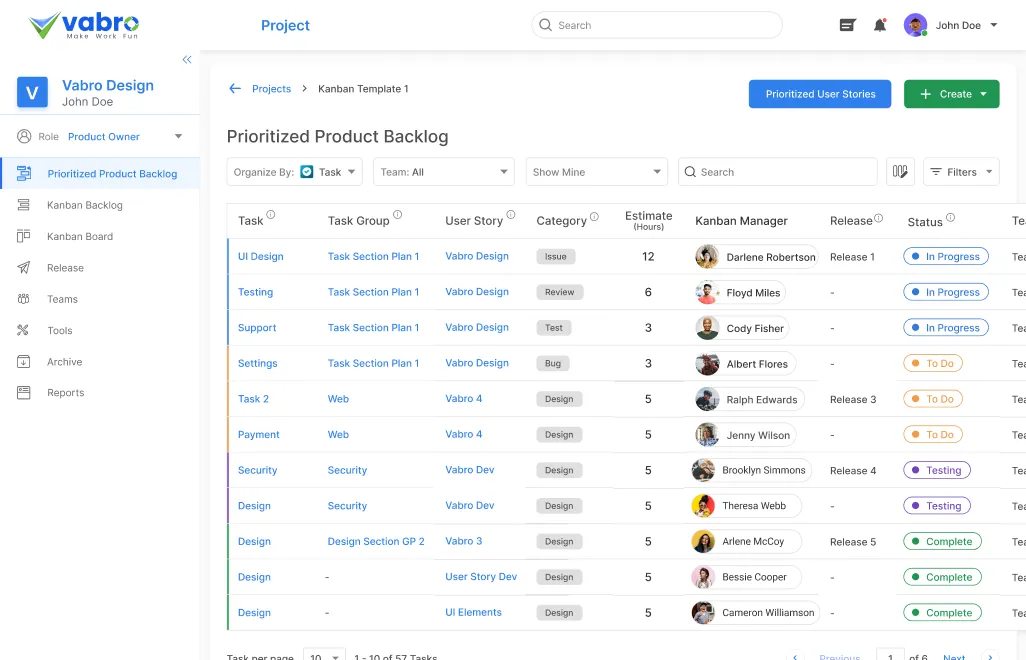 vabro
Make Work Fun
Project
Search
John Doe
V
Vabro Design
John Doe
Role Product Owner
Prioritized Product Backlog
Kanban Backlog
Kanban Board
Release
Teams
Tools
Archive
Reports
Projects > Kanban Template 1
Prioritized User Stories
+ Create
Prioritized Product Backlog
Organize By: Task
Team: All
Show Mine
Search
Filters
Task Task Group User Story Category Estimate (Hours) Kanban Manager Release Status Tea
UI Design Task Section Plan 1 Vabro Design Issue 12 Darlene Robertson Release 1 In Progress Tea
Testing Task Section Plan 1 Vabro Design Review 6 Floyd Miles - In Progress Tea
Support Task Section Plan 1 Vabro Design Test 3 Cody Fisher - In Progress Tea
Settings Task Section Plan 1 Vabro Design Bug 3 Albert Flores - To Do Tea
Task 2 Web Vabro 4 Design 5 Ralph Edwards Release 3 To Do Tea
Payment Web Vabro 4 Design 5 Jenny Wilson - To Do Tea
Security Security Vabro Dev Design 5 Brooklyn Simmons Release 4 Testing Tea
Design Security Vabro Dev Design 5 Theresa Webb - Testing Tea
Design Design Section GP 2 Vabro 3 Design 5 Arlene McCoy Release 5 Complete Tea
Design - User Story Dev Design 5 Bessie Cooper - Complete Tea
Design - UI Elements Design 5 Cameron Williamson - Complete Tea
Task per page 10 1 - 10 of 57 Tasks
Previous 1 of 6 Next